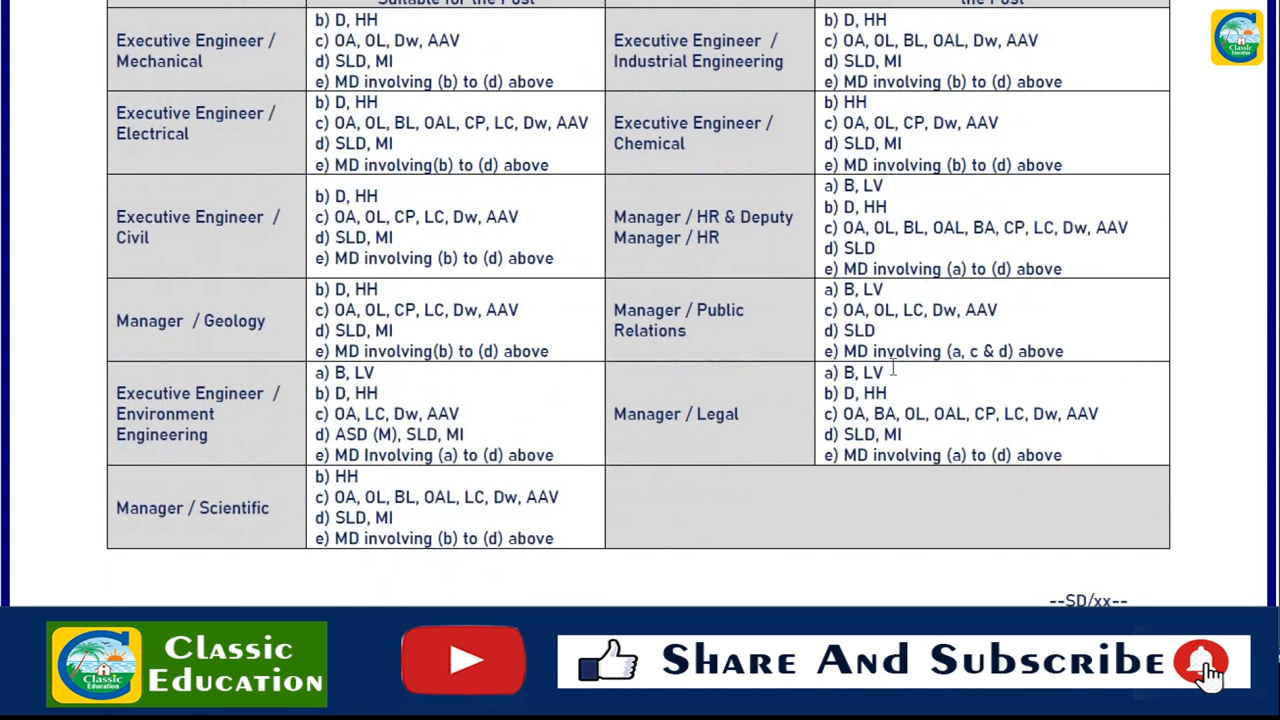 Suitable for the Post
the Post
Executive Engineer /
Mechanical
b) D, HH
c) OA, OL, Dw, AAV
d) SLD, MI
e) MD involving (b) to (d) above
Executive Engineer /
Industrial Engineering
b) D, HH
c) OA, OL, BL, OAL, Dw, AAV
d) SLD, MI
e) MD involving (b) to (d) above
Executive Engineer /
Electrical
b) D, HH
c) OA, OL, BL, OAL, CP, LC, Dw, AAV
d) SLD, MI
e) MD involving(b) to (d) above
Executive Engineer /
Chemical
b) HH
c) OA, OL, CP, Dw, AAV
d) SLD, MI
e) MD involving (b) to (d) above
Executive Engineer /
Civil
b) D, HH
c) OA, OL, CP, LC, Dw, AAV
d) SLD, MI
e) MD involving (b) to (d) above
Manager / HR & Deputy
Manager / HR
a) B, LV
b) D, HH
c) OA, OL, BL, OAL, BA, CP, LC, Dw, AAV
d) SLD
e) MD involving (a) to (d) above
Manager / Geology
b) D, HH
c) OA, OL, CP, LC, Dw, AAV
d) SLD, MI
e) MD involving(b) to (d) above
Manager / Public
Relations
a) B, LV
c) OA, OL, LC, Dw, AAV
d) SLD
e) MD involving (a, c & d) above
Executive Engineer /
Environment
Engineering
a) B, LV
b) D, HH
c) OA, LC, Dw, AAV
d) ASD (M), SLD, MI
e) MD Involving (a) to (d) above
Manager / Legal
a) B, LV
b) D, HH
c) OA, BA, OL, OAL, CP, LC, Dw, AAV
d) SLD, MI
e) MD involving (a) to (d) above
Manager / Scientific
b) HH
c) OA, OL, BL, OAL, LC, Dw, AAV
d) SLD, MI
e) MD involving (b) to (d) above
--SD/xx--
Classic
Education
Classic
Education
Classic
Education
Share And Subscribe